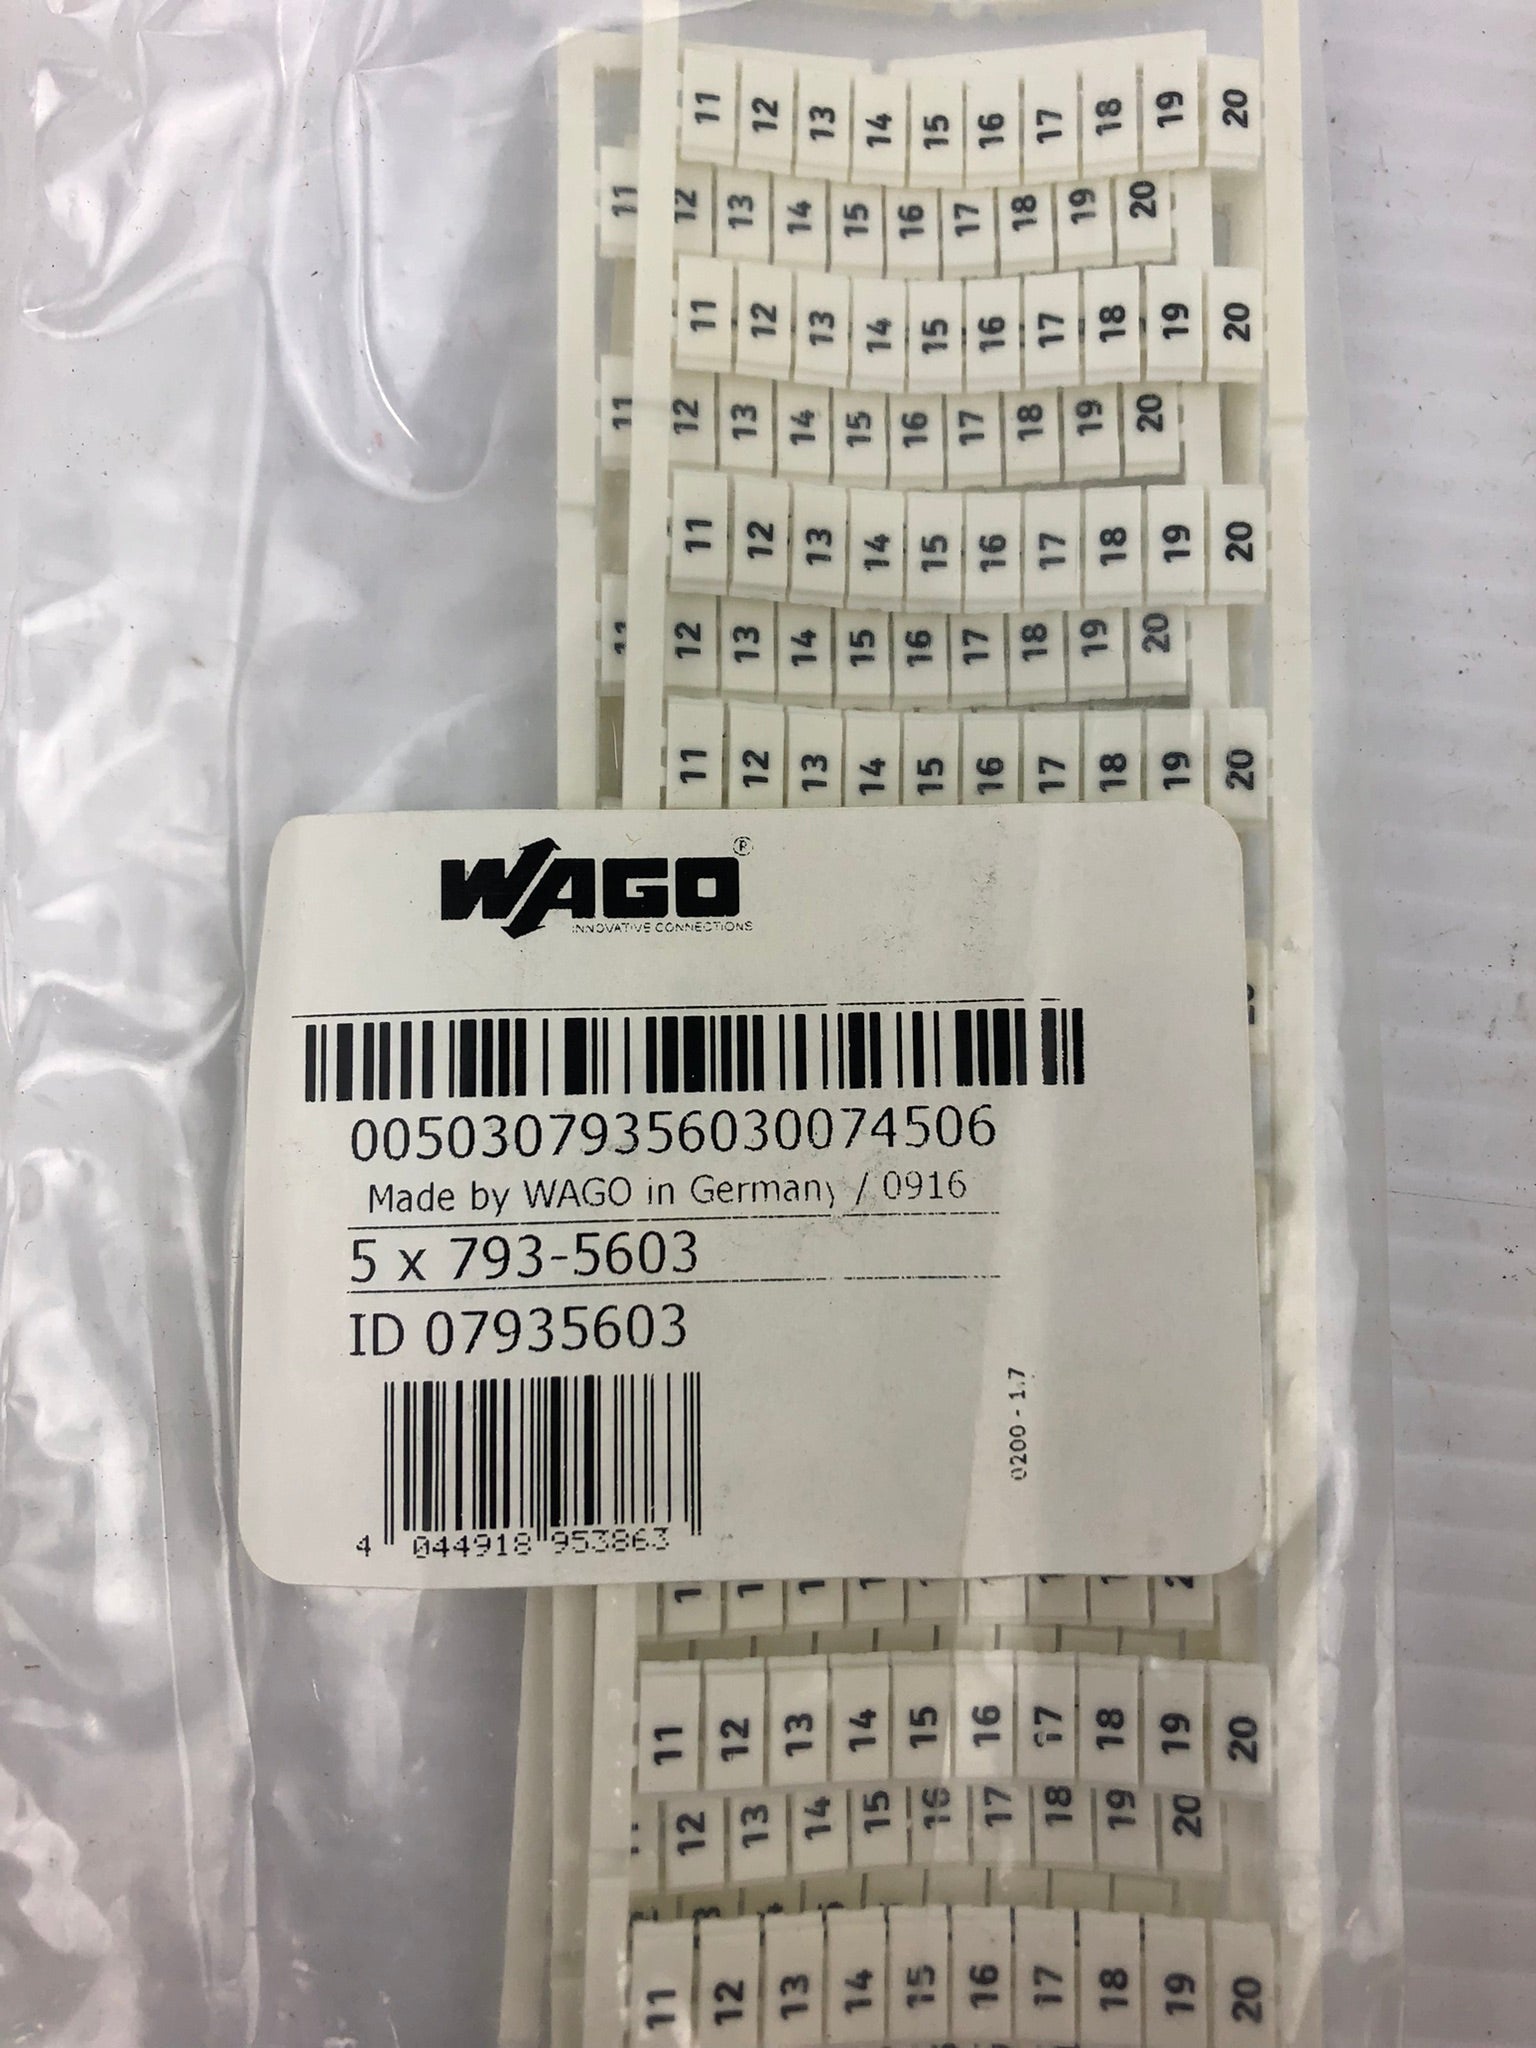 11 12 13 14 15 16 17 18 19 20
11 12 13 14 15 16 17 18 19 20
11 12 13 14 15 16 17 18 19 20
11 12 13 14 15 16 17 18 19 20
11 12 13 14 15 16 17 18 19 20
11 12 13 14 15 16 17 18 19 20
11 12 13 14 15 16 17 18 19 20
WAGO®
INNOVATIVE CONNECTIONS
00503079356030074506
Made by WAGO in Germany / 0916
5 x 793-5603
ID 07935603
0200 - 1.7
4 044918 953863
11 12 13 14 15 16 17 18 19 20
12 13 14 15 16 17 18 19 20
11 12 13 14 15 16 17 18 19 20